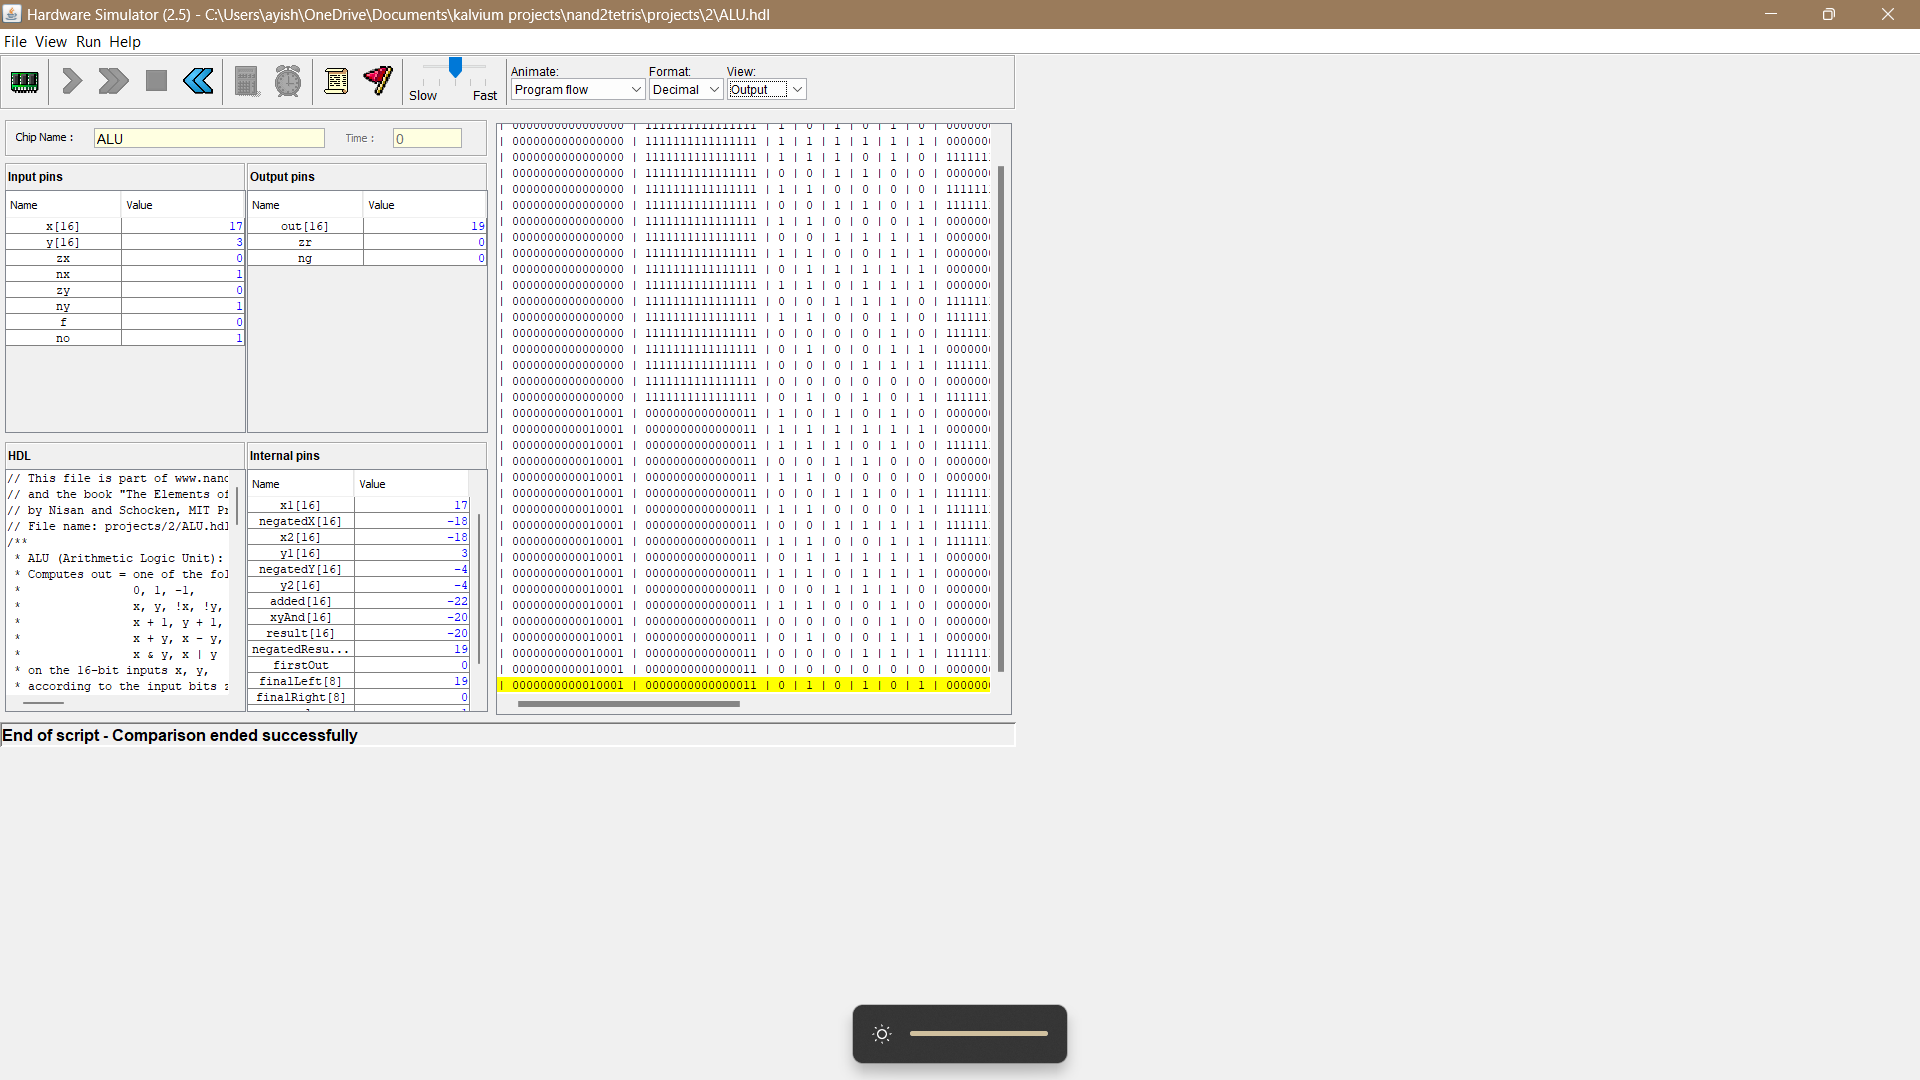 Hardware Simulator (2.5) - C:\Users\ayish\OneDrive\Documents\kalvium projects\nand2tetris\projects\2\ALU.hdl
File View Run Help
Slow Fast
Animate: Format: View:
Program flow Decimal Output
Chip Name : ALU Time : 0
Input pins
Name Value
x[16] 17
y[16] 3
zx 0
nx 1
zy 0
ny 1
f 0
no 1
Output pins
Name Value
out[16] 19
zr 0
ng 0
HDL
// This file is part of www.nand
// and the book "The Elements of
// by Nisan and Schocken, MIT Pr
// File name: projects/2/ALU.hdl
/**
* ALU (Arithmetic Logic Unit):
* Computes out = one of the fol
* 0, 1, -1,
* x, y, !x, !y,
* x + 1, y + 1,
* x + y, x - y,
* x & y, x | y
* on the 16-bit inputs x, y,
* according to the input bits z
Internal pins
Name Value
x1[16] 17
negatedX[16] -18
x2[16] -18
y1[16] 3
negatedY[16] -4
y2[16] -4
added[16] -22
xyAnd[16] -20
result[16] -20
negatedResu... 19
firstOut 0
finalLeft[8] 19
finalRight[8] 0
| 0000000000000000 | 1111111111111111 | 1 | 0 | 1 | 0 | 1 | 0 | 000000
| 0000000000000000 | 1111111111111111 | 1 | 1 | 1 | 1 | 1 | 1 | 000000
| 0000000000000000 | 1111111111111111 | 1 | 1 | 1 | 0 | 1 | 0 | 111111
| 0000000000000000 | 1111111111111111 | 0 | 0 | 1 | 1 | 0 | 0 | 000000
| 0000000000000000 | 1111111111111111 | 1 | 1 | 0 | 0 | 0 | 0 | 111111
| 0000000000000000 | 1111111111111111 | 0 | 0 | 1 | 1 | 0 | 1 | 111111
| 0000000000000000 | 1111111111111111 | 1 | 1 | 0 | 0 | 0 | 1 | 000000
| 0000000000000000 | 1111111111111111 | 0 | 0 | 1 | 1 | 1 | 1 | 000000
| 0000000000000000 | 1111111111111111 | 1 | 1 | 0 | 0 | 1 | 1 | 000000
| 0000000000000000 | 1111111111111111 | 0 | 1 | 1 | 1 | 1 | 1 | 000000
| 0000000000000000 | 1111111111111111 | 1 | 1 | 0 | 1 | 1 | 1 | 000000
| 0000000000000000 | 1111111111111111 | 0 | 0 | 1 | 1 | 1 | 0 | 111111
| 0000000000000000 | 1111111111111111 | 1 | 1 | 0 | 0 | 1 | 0 | 111111
| 0000000000000000 | 1111111111111111 | 0 | 0 | 0 | 0 | 1 | 0 | 111111
| 0000000000000000 | 1111111111111111 | 0 | 1 | 0 | 0 | 1 | 1 | 000000
| 0000000000000000 | 1111111111111111 | 0 | 0 | 0 | 1 | 1 | 1 | 111111
| 0000000000000000 | 1111111111111111 | 0 | 0 | 0 | 0 | 0 | 0 | 000000
| 0000000000000000 | 1111111111111111 | 0 | 1 | 0 | 1 | 0 | 1 | 111111
| 0000000000010001 | 0000000000000011 | 1 | 0 | 1 | 0 | 1 | 0 | 000000
| 0000000000010001 | 0000000000000011 | 1 | 1 | 1 | 1 | 1 | 1 | 000000
| 0000000000010001 | 0000000000000011 | 1 | 1 | 1 | 0 | 1 | 0 | 111111
| 0000000000010001 | 0000000000000011 | 0 | 0 | 1 | 1 | 0 | 0 | 000000
| 0000000000010001 | 0000000000000011 | 1 | 1 | 0 | 0 | 0 | 0 | 000000
| 0000000000010001 | 0000000000000011 | 0 | 0 | 1 | 1 | 0 | 1 | 111111
| 0000000000010001 | 0000000000000011 | 1 | 1 | 0 | 0 | 0 | 1 | 111111
| 0000000000010001 | 0000000000000011 | 0 | 0 | 1 | 1 | 1 | 1 | 111111
| 0000000000010001 | 0000000000000011 | 1 | 1 | 0 | 0 | 1 | 1 | 111111
| 0000000000010001 | 0000000000000011 | 0 | 1 | 1 | 1 | 1 | 1 | 000000
| 0000000000010001 | 0000000000000011 | 1 | 1 | 0 | 1 | 1 | 1 | 000000
| 0000000000010001 | 0000000000000011 | 0 | 0 | 1 | 1 | 1 | 0 | 000000
| 0000000000010001 | 0000000000000011 | 1 | 1 | 0 | 0 | 1 | 0 | 000000
| 0000000000010001 | 0000000000000011 | 0 | 0 | 0 | 0 | 1 | 0 | 000000
| 0000000000010001 | 0000000000000011 | 0 | 1 | 0 | 0 | 1 | 1 | 000000
| 0000000000010001 | 0000000000000011 | 0 | 0 | 0 | 1 | 1 | 1 | 111111
| 0000000000010001 | 0000000000000011 | 0 | 0 | 0 | 0 | 0 | 0 | 000000
| 0000000000010001 | 0000000000000011 | 0 | 1 | 0 | 1 | 0 | 1 | 000000
End of script - Comparison ended successfully